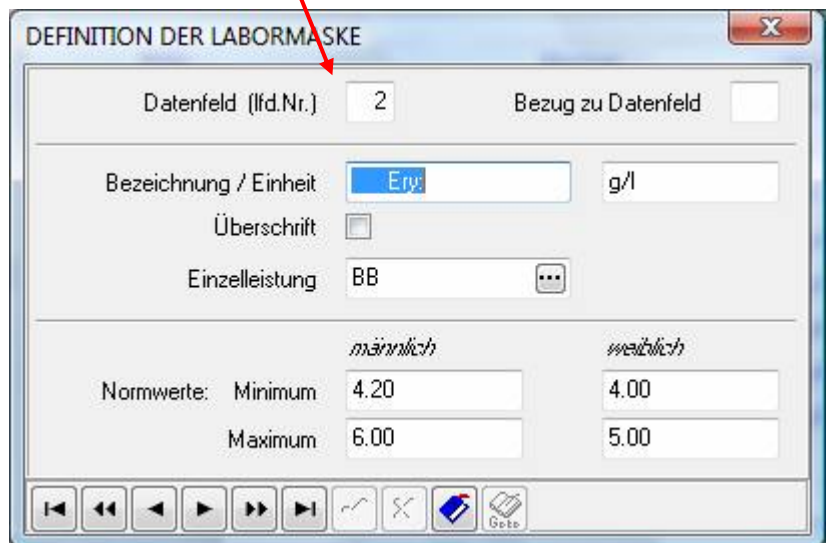 DEFINITION DER LABORMASKE
Datenfeld (lfd.Nr.) 2 Bezug zu Datenfeld
Bezeichnung / Einheit Ery: g/l
Überschrift
Einzelleistung BB ...
männlich weiblich
Normwerte: Minimum 4.20 4.00
Maximum 6.00 5.00
Goto